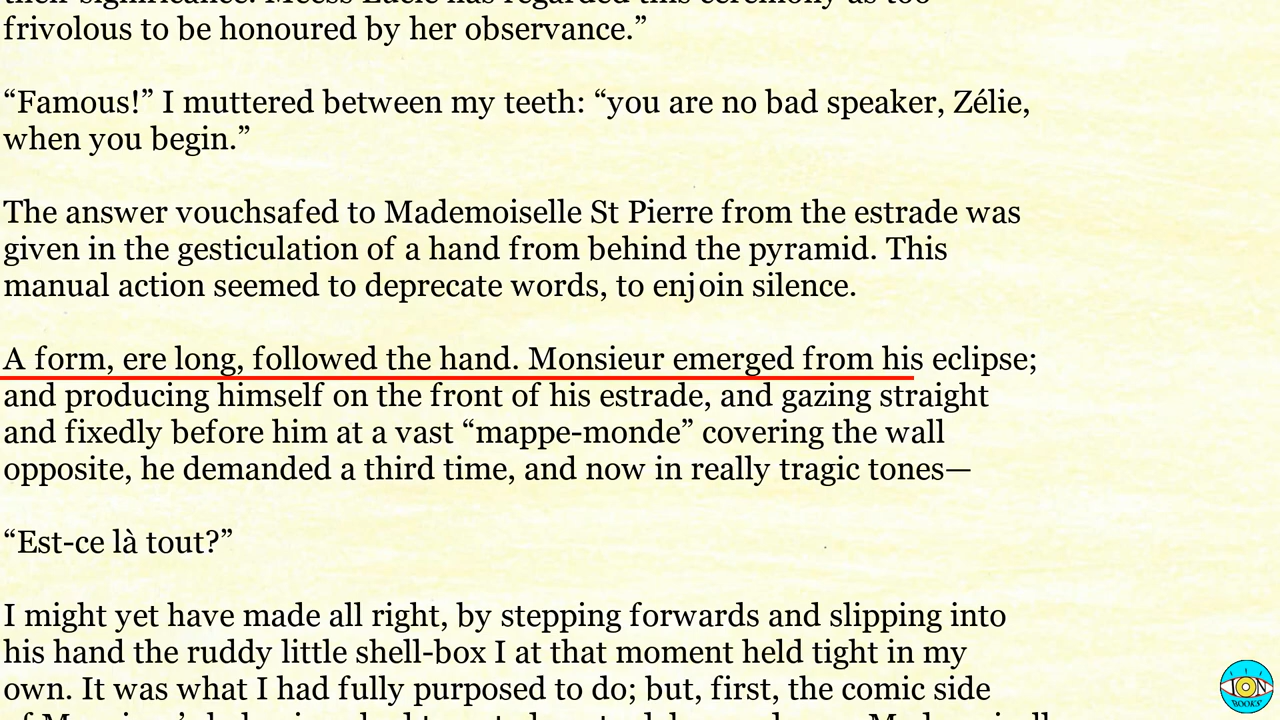 frivolous to be honoured by her observance.”
“Famous!” I muttered between my teeth: “you are no bad speaker, Zélie,
when you begin.”
The answer vouchsafed to Mademoiselle St Pierre from the estrade was
given in the gesticulation of a hand from behind the pyramid. This
manual action seemed to deprecate words, to enjoin silence.
A form, ere long, followed the hand. Monsieur emerged from his eclipse;
and producing himself on the front of his estrade, and gazing straight
and fixedly before him at a vast “mappe-monde” covering the wall
opposite, he demanded a third time, and now in really tragic tones—
“Est-ce là tout?”
I might yet have made all right, by stepping forwards and slipping into
his hand the ruddy little shell-box I at that moment held tight in my
own. It was what I had fully purposed to do; but, first, the comic side
ION
BOOKS